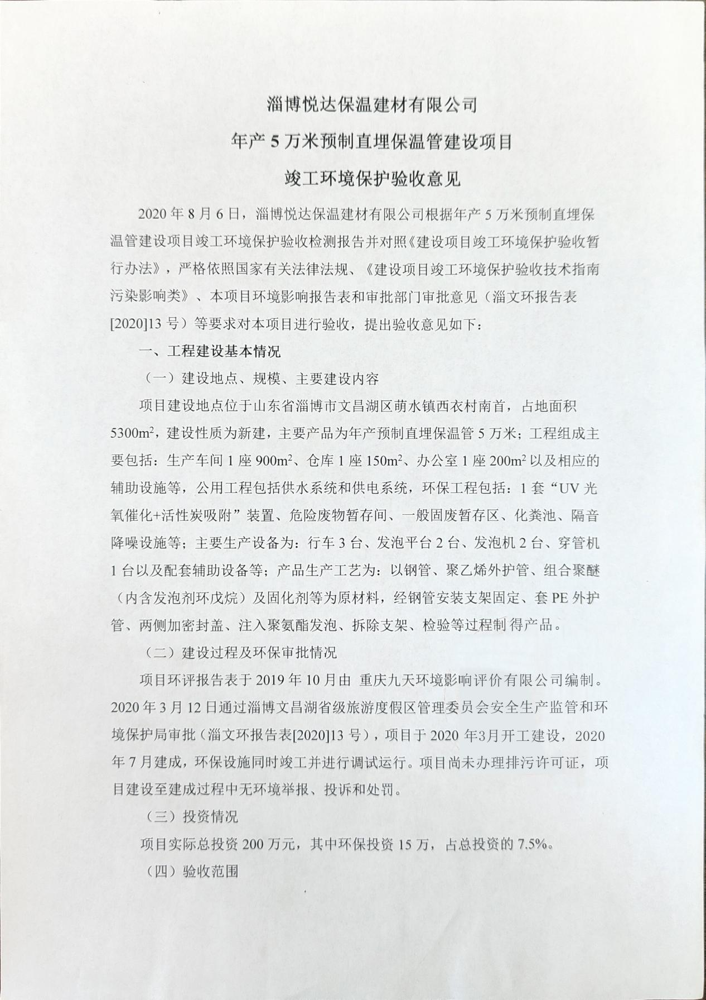 淄博悦达保温建材有限公司
年产 5 万米预制直埋保温管建设项目
竣工环境保护验收意见
2020 年 8 月 6 日，淄博悦达保温建材有限公司根据年产 5 万米预制直埋保
温管建设项目竣工环境保护验收检测报告并对照《建设项目竣工环境保护验收暂
行办法》，严格依照国家有关法律法规、《建设项目竣工环境保护验收技术指南
污染影响类》、本项目环境影响报告表和审批部门审批意见（淄文环报告表
[2020]13 号）等要求对本项目进行验收，提出验收意见如下：
一、工程建设基本情况
（一）建设地点、规模、主要建设内容
项目建设地点位于山东省淄博市文昌湖区萌水镇西衣村南首，占地面积
5300m²，建设性质为新建，主要产品为年产预制直埋保温管 5 万米；工程组成主
要包括：生产车间 1 座 900m²、仓库 1 座 150m²、办公室 1 座 200m² 以及相应的
辅助设施等，公用工程包括供水系统和供电系统，环保工程包括：1 套“UV 光
氧催化+活性炭吸附”装置、危险废物暂存间、一般固废暂存区、化粪池、隔音
降噪设施等；主要生产设备为：行车 3 台、发泡平台 2 台、发泡机 2 台、穿管机
1 台以及配套辅助设备等；产品生产工艺为：以钢管、聚乙烯外护管、组合聚醚
（内含发泡剂环戊烷）及固化剂等为原材料，经钢管安装支架固定、套 PE 外护
管、两侧加密封盖、注入聚氨酯发泡、拆除支架、检验等过程制 得产品。
（二）建设过程及环保审批情况
项目环评报告表于 2019 年 10 月由 重庆九天环境影响评价有限公司编制。
2020 年 3 月 12 日通过淄博文昌湖省级旅游度假区管理委员会安全生产监管和环
境保护局审批（淄文环报告表[2020]13 号），项目于 2020 年3月开工建设，2020
年 7 月建成，环保设施同时竣工并进行调试运行。项目尚未办理排污许可证，项
目建设至建成过程中无环境举报、投诉和处罚。
（三）投资情况
项目实际总投资 200 万元，其中环保投资 15 万，占总投资的 7.5%。
（四）验收范围